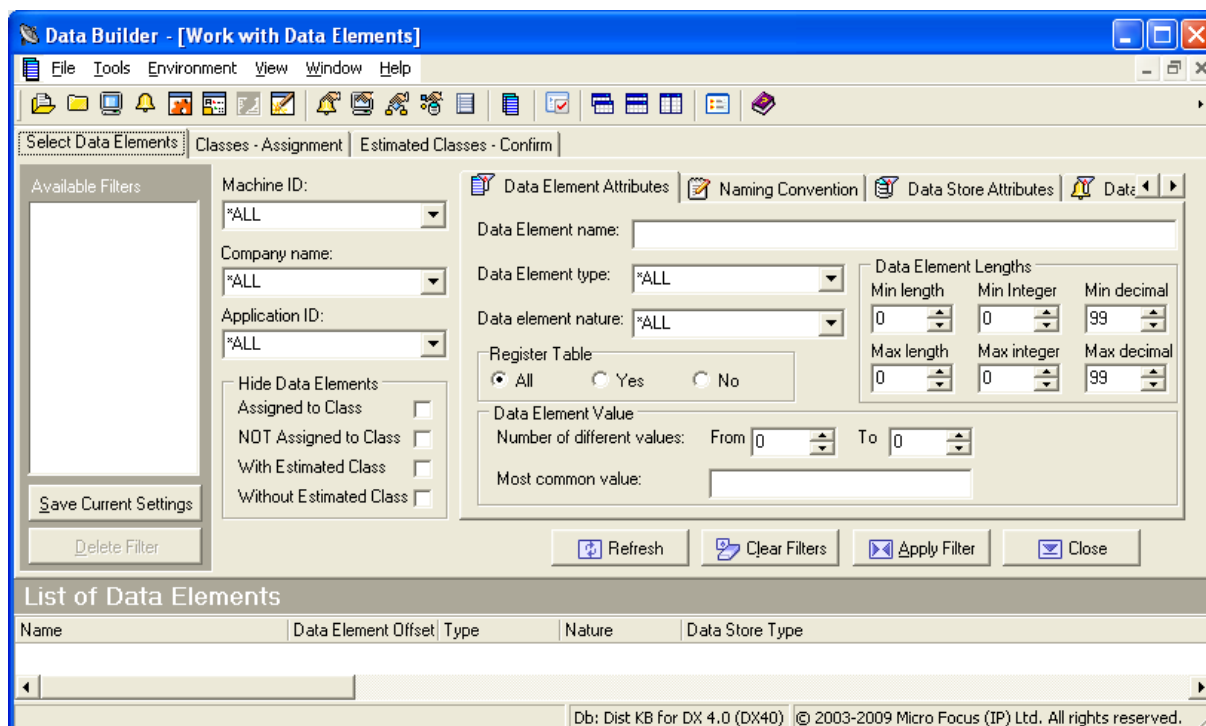 Data Builder - [Work with Data Elements]
File Tools Environment View Window Help
Select Data Elements Classes - Assignment Estimated Classes - Confirm
Available Filters
Save Current Settings
Delete Filter
Machine ID:
*ALL
Company name:
*ALL
Application ID:
*ALL
Hide Data Elements
Assigned to Class
NOT Assigned to Class
With Estimated Class
Without Estimated Class
Data Element Attributes Naming Convention Data Store Attributes Data
Data Element name:
Data Element type: *ALL
Data element nature: *ALL
Register Table
All Yes No
Data Element Lengths
Min length Min Integer Min decimal
0 0 99
Max length Max integer Max decimal
0 0 99
Data Element Value
Number of different values: From 0 To 0
Most common value:
Refresh Clear Filters Apply Filter Close
List of Data Elements
Name Data Element Offset Type Nature Data Store Type
Db: Dist KB for DX 4.0 (DX40) © 2003-2009 Micro Focus (IP) Ltd. All rights reserved.